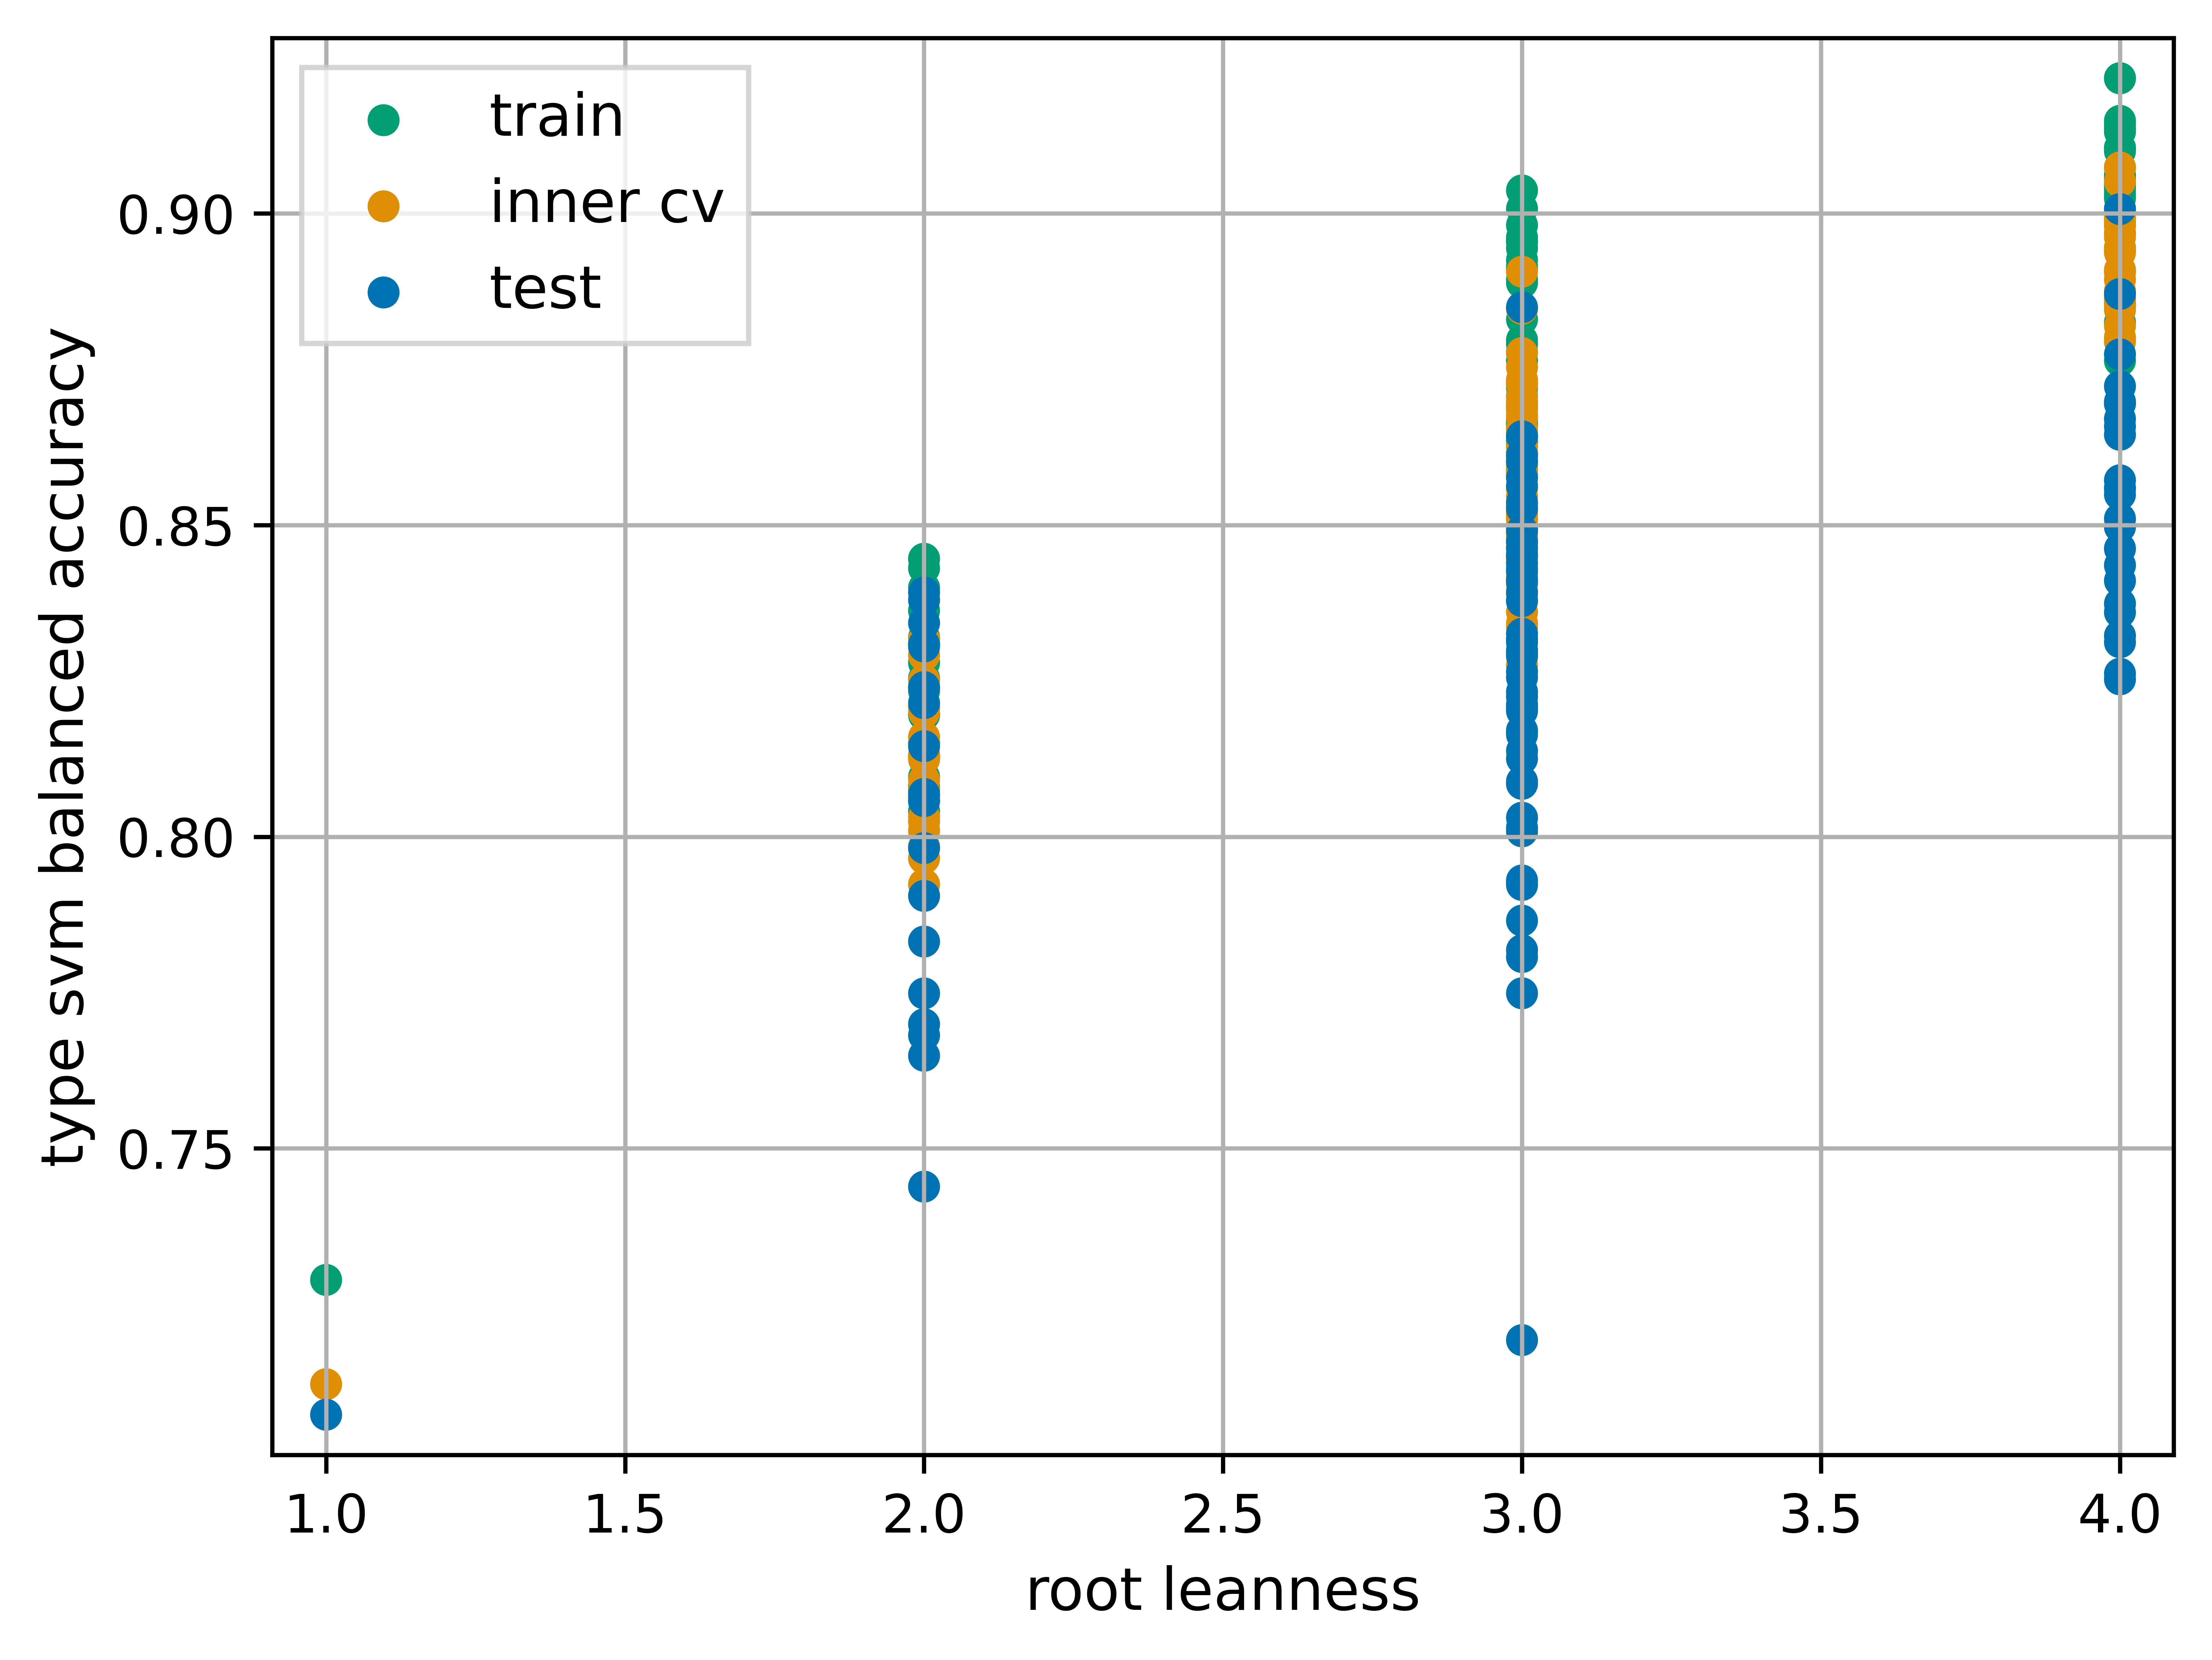 train
inner cv
test
0.90
0.85
0.80
0.75
type svm balanced accuracy
1.0 1.5 2.0 2.5 3.0 3.5 4.0
root leanness